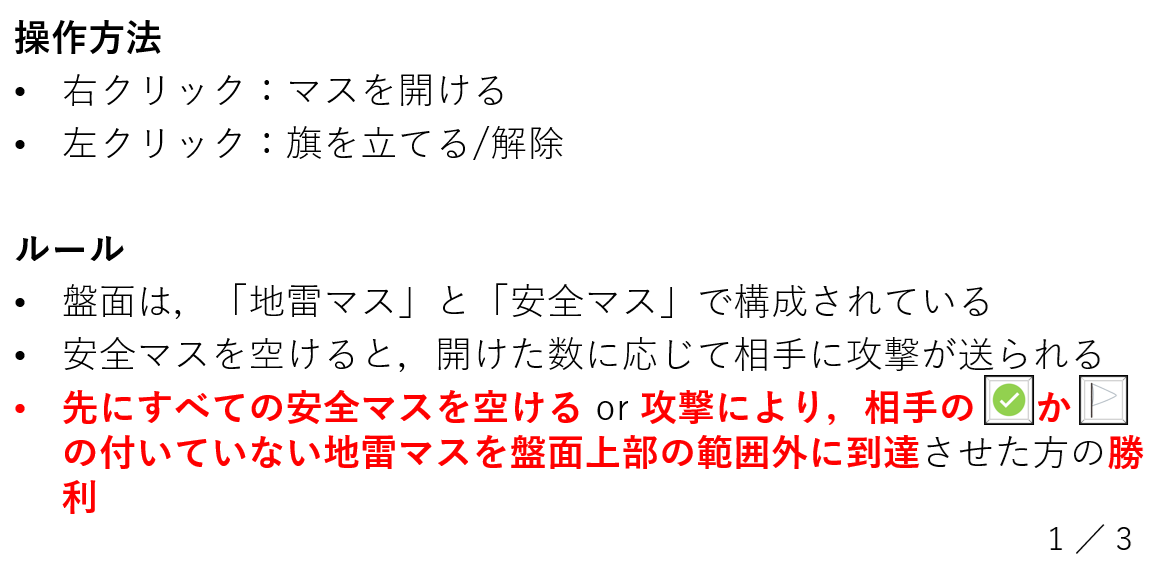 操作方法
• 右クリック：マスを開ける
• 左クリック：旗を立てる/解除
ルール
• 盤面は，「地雷マス」と「安全マス」で構成されている
• 安全マスを空けると，開けた数に応じて相手に攻撃が送られる
• 先にすべての安全マスを空ける or 攻撃により，相手の か
の付いていない地雷マスを盤面上部の範囲外に到達させた方の勝
利
1 ／ 3